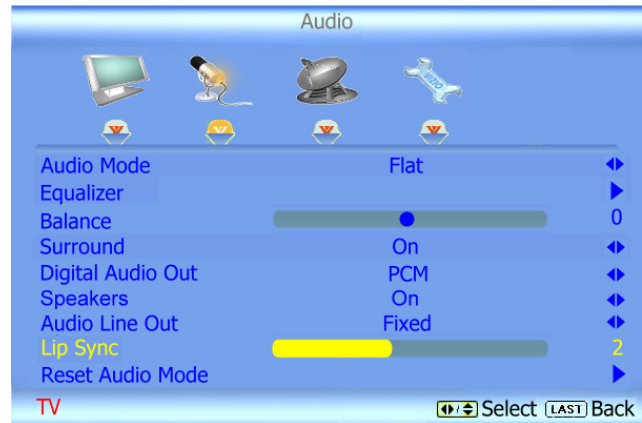 Audio
VIZIO
Audio Mode Flat
Equalizer
Balance 0
Surround On
Digital Audio Out PCM
Speakers On
Audio Line Out Fixed
Lip Sync 2
Reset Audio Mode
TV Select LAST Back